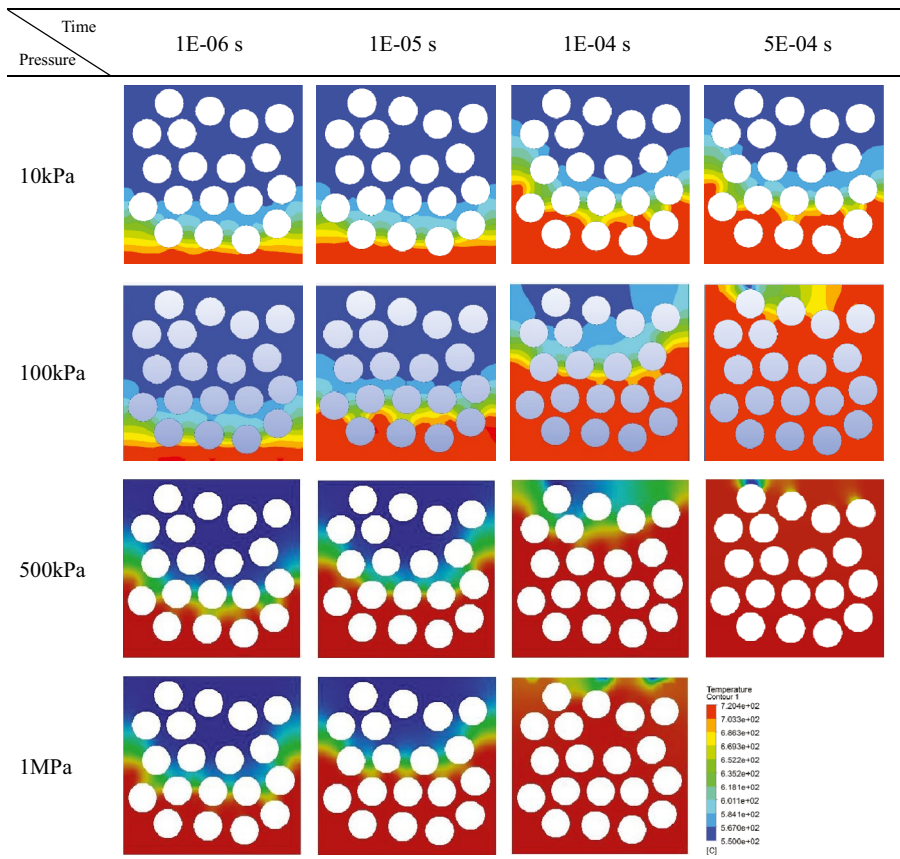 Time
Pressure
1E-06 s
1E-05 s
1E-04 s
5E-04 s
10kPa
100kPa
500kPa
1MPa
Temperature
Contour 1
7.204e+02
7.033e+02
6.863e+02
6.693e+02
6.522e+02
6.352e+02
6.181e+02
6.011e+02
5.841e+02
5.670e+02
5.500e+02
[C]